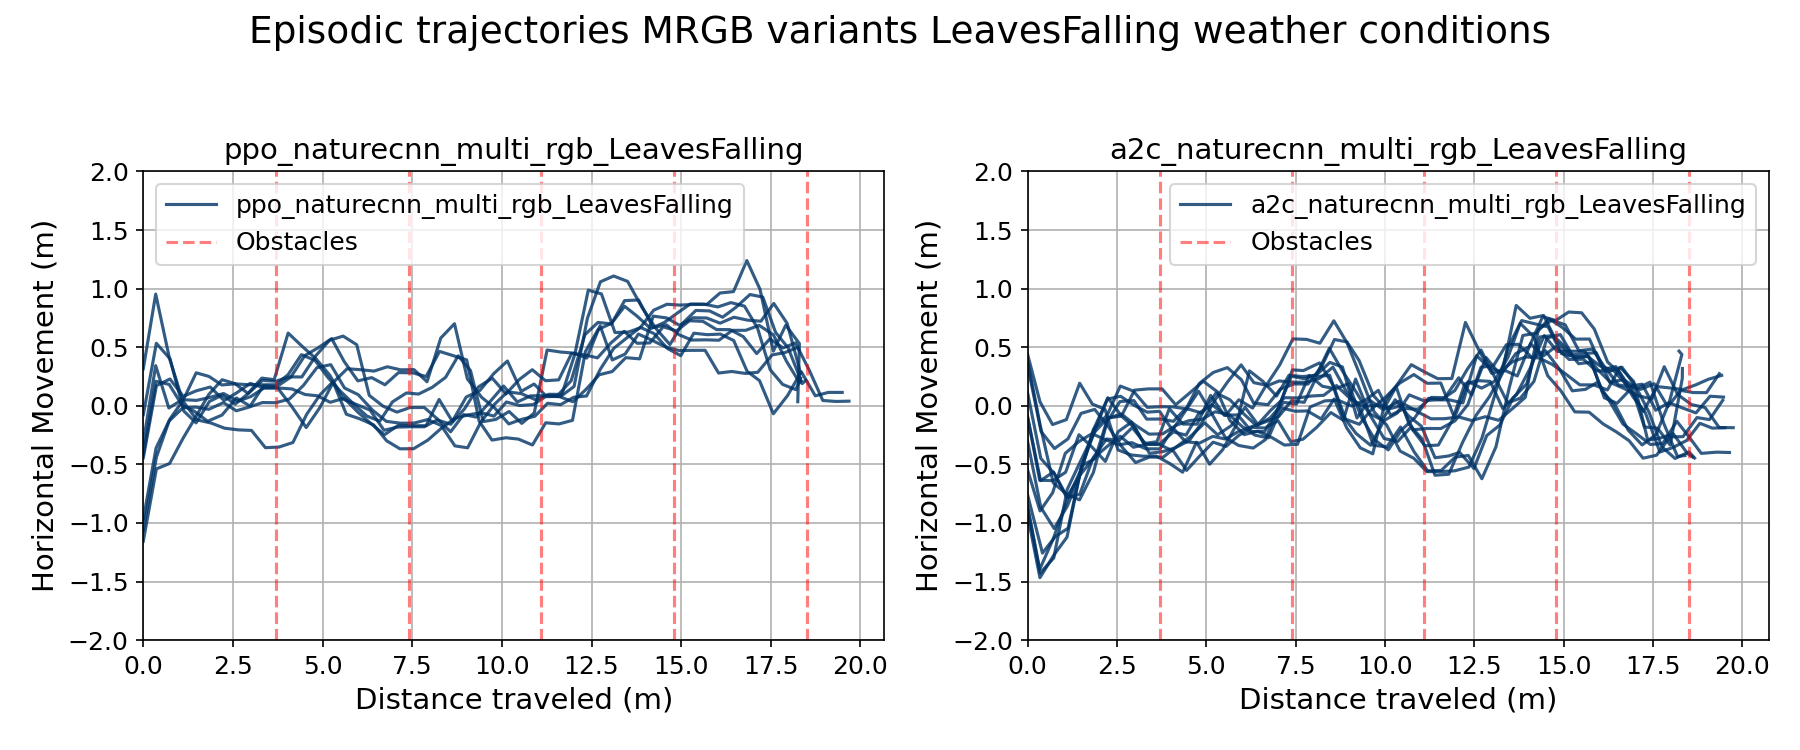 Episodic trajectories MRGB variants LeavesFalling weather conditions
ppo_naturecnn_multi_rgb_LeavesFalling
ppo_naturecnn_multi_rgb_LeavesFalling
Obstacles
Horizontal Movement (m)
2.0
1.5
1.0
0.5
0.0
−0.5
−1.0
−1.5
−2.0
0.0 2.5 5.0 7.5 10.0 12.5 15.0 17.5 20.0
Distance traveled (m)
a2c_naturecnn_multi_rgb_LeavesFalling
a2c_naturecnn_multi_rgb_LeavesFalling
Obstacles
Horizontal Movement (m)
2.0
1.5
1.0
0.5
0.0
−0.5
−1.0
−1.5
−2.0
0.0 2.5 5.0 7.5 10.0 12.5 15.0 17.5 20.0
Distance traveled (m)